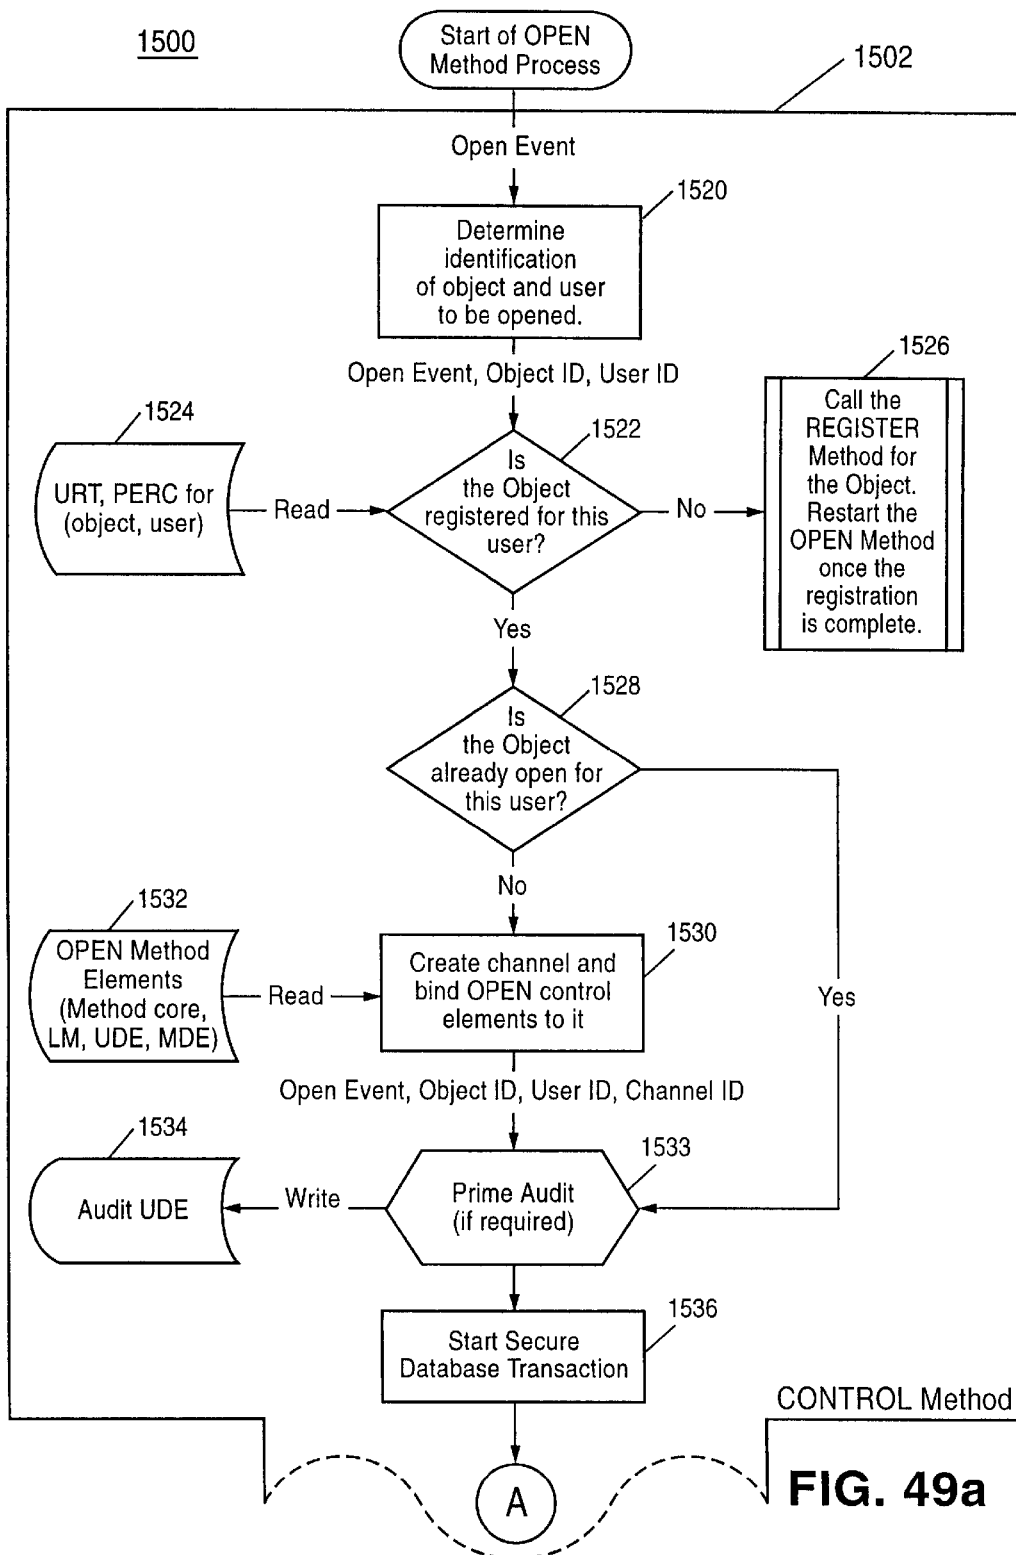 1500
Start of OPEN
Method Process
1502
Open Event
1520
Determine
identification
of object and user
to be opened.
Open Event, Object ID, User ID
1526
Call the
REGISTER
Method for
the Object.
Restart the
OPEN Method
once the
registration
is complete.
1524
URT, PERC for
(object, user)
Read
1522
Is
the Object
registered for this
user?
No
Yes
1528
Is
the Object
already open for
this user?
No
Yes
1532
OPEN Method
Elements
(Method core,
LM, UDE, MDE)
Read
1530
Create channel and
bind OPEN control
elements to it
Open Event, Object ID, User ID, Channel ID
1534
Audit UDE
Write
1533
Prime Audit
(if required)
1536
Start Secure
Database Transaction
CONTROL Method
A
FIG. 49a